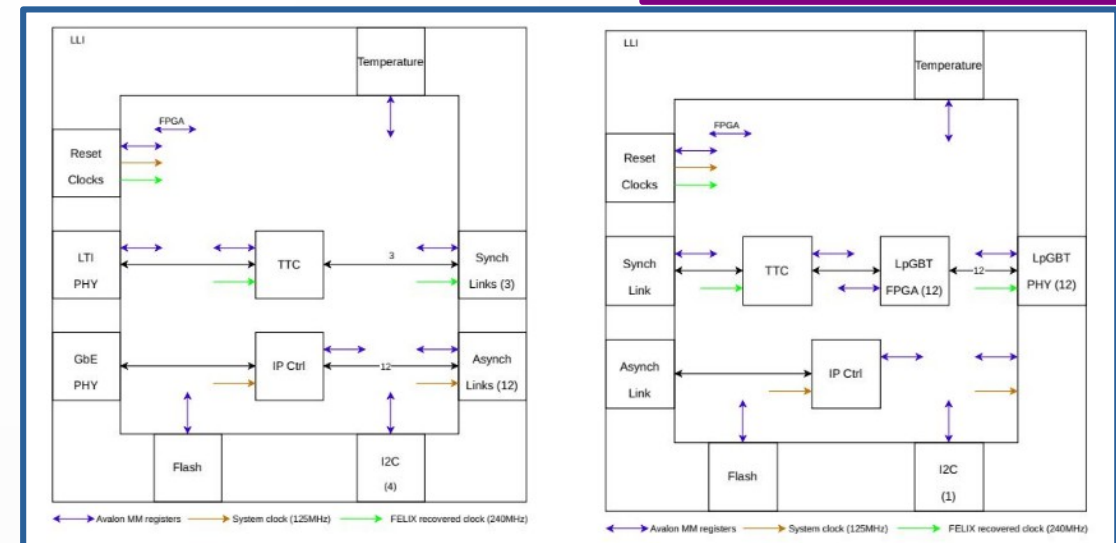 LLI
Temperature
FPGA
Reset
Clocks
LTI
PHY
TTC
3
Synch
Links (3)
GbE
PHY
IP Ctrl
12
Asynch
Links (12)
Flash
I2C
(4)
Avalon MM registers
System clock (125MHz)
FELIX recovered clock (240MHz)
LLI
Temperature
FPGA
Reset
Clocks
Synch
Link
TTC
LpGBT
FPGA (12)
12
LpGBT
PHY (12)
Asynch
Link
IP Ctrl
Flash
I2C
(1)
Avalon MM registers
System clock (125MHz)
FELIX recovered clock (240MHz)